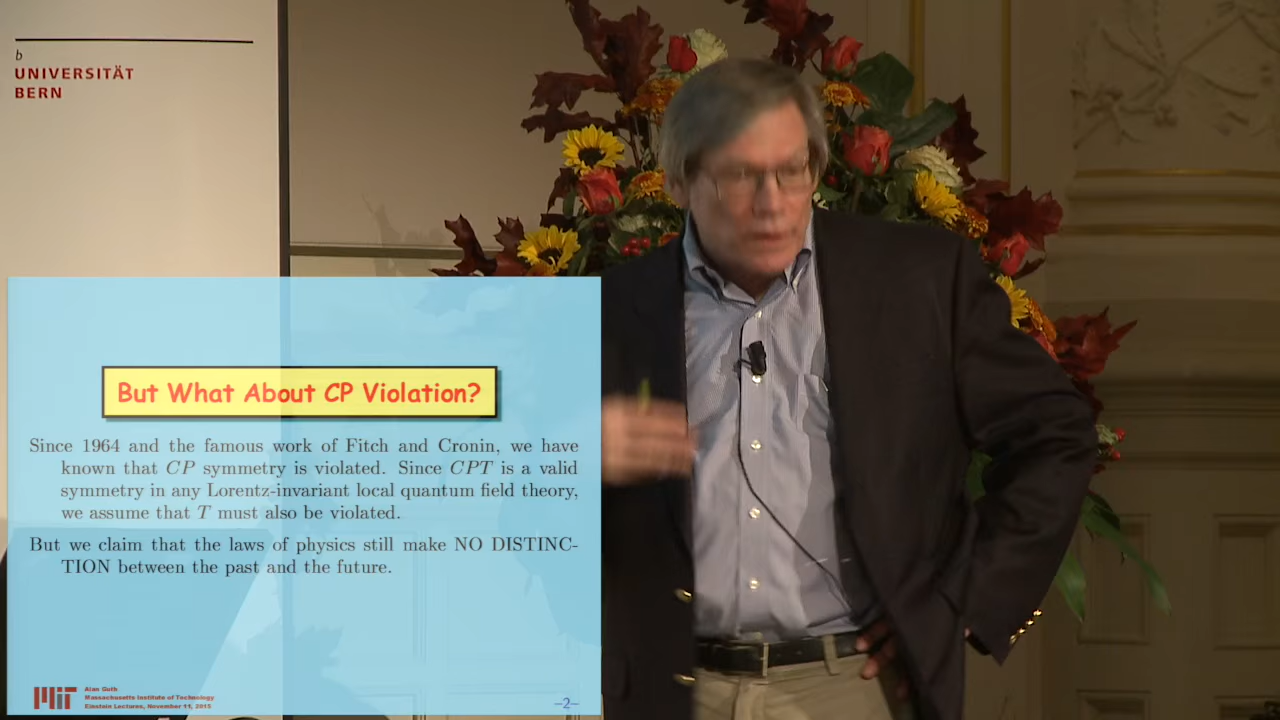 b
UNIVERSITÄT
BERN
But What About CP Violation?
Since 1964 and the famous work of Fitch and Cronin, we have
known that CP symmetry is violated. Since CPT is a valid
symmetry in any Lorentz-invariant local quantum field theory,
we assume that T must also be violated.
But we claim that the laws of physics still make NO DISTINC-
TION between the past and the future.
MIT
Alan Guth
Massachusetts Institute of Technology
Einstein Lectures, November 11, 2015
–2–